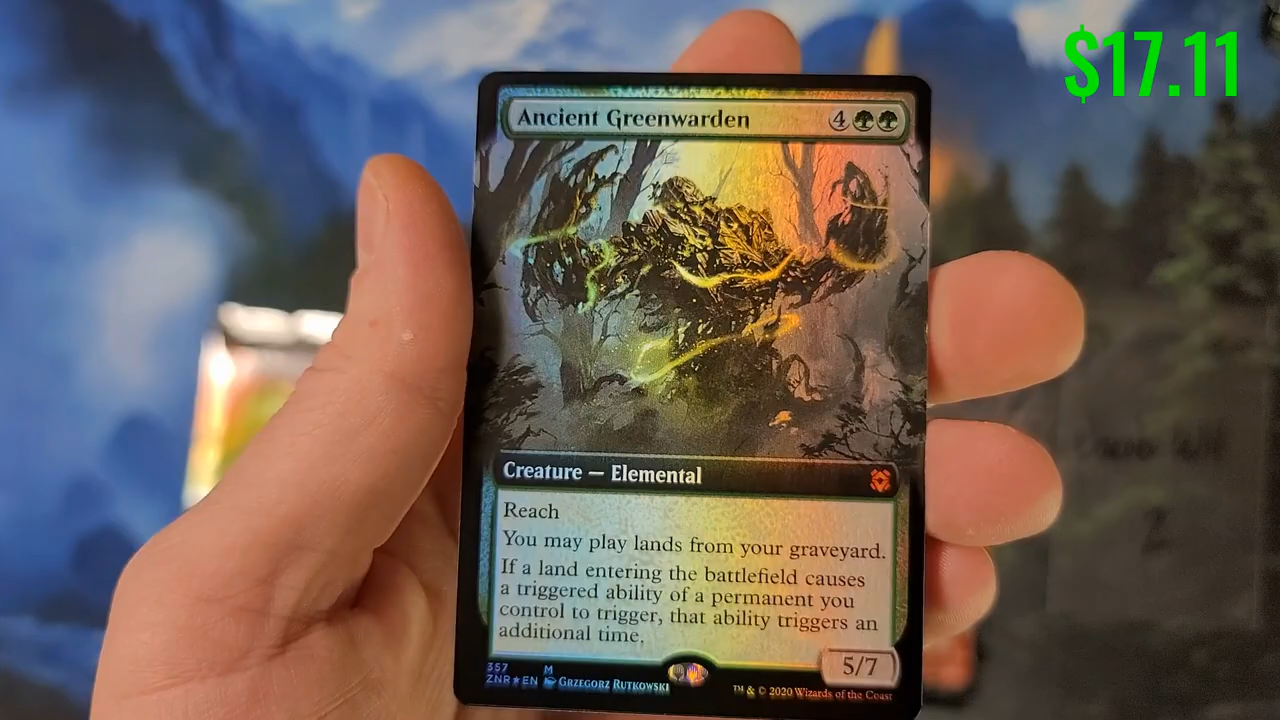 $17.11
Ancient Greenwarden 4
Creature — Elemental
Reach
You may play lands from your graveyard.
If a land entering the battlefield causes
a triggered ability of a permanent you
control to trigger, that ability triggers an
additional time.
5/7
357 M
ZNR★EN Grzegorz Rutkowski
™ & © 2020 Wizards of the Coast